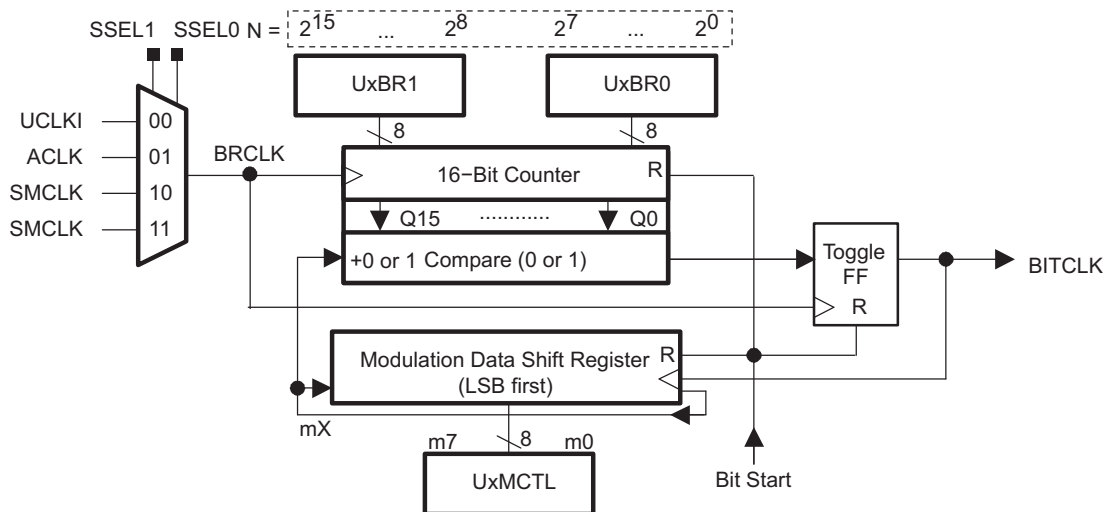 SSEL1 SSEL0 N = 2^15 ... 2^8 2^7 ... 2^0
UxBR1 UxBR0
8 8
UCLKI 00
ACLK 01
SMCLK 10
SMCLK 11
BRCLK
16−Bit Counter R
Q15 ............ Q0
+0 or 1 Compare (0 or 1)
Toggle
FF
R
BITCLK
Modulation Data Shift Register R
(LSB first)
mX
m7 8 m0
UxMCTL
Bit Start